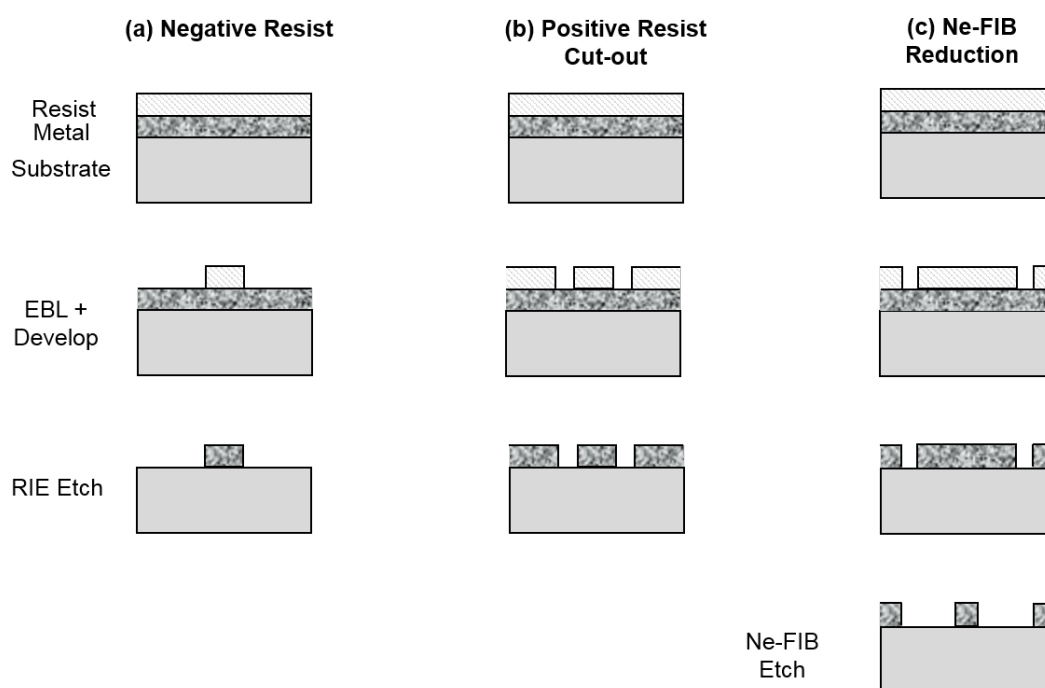 (a) Negative Resist
(b) Positive Resist
Cut-out
(c) Ne-FIB
Reduction
Resist
Metal
Substrate
EBL +
Develop
RIE Etch
Ne-FIB
Etch